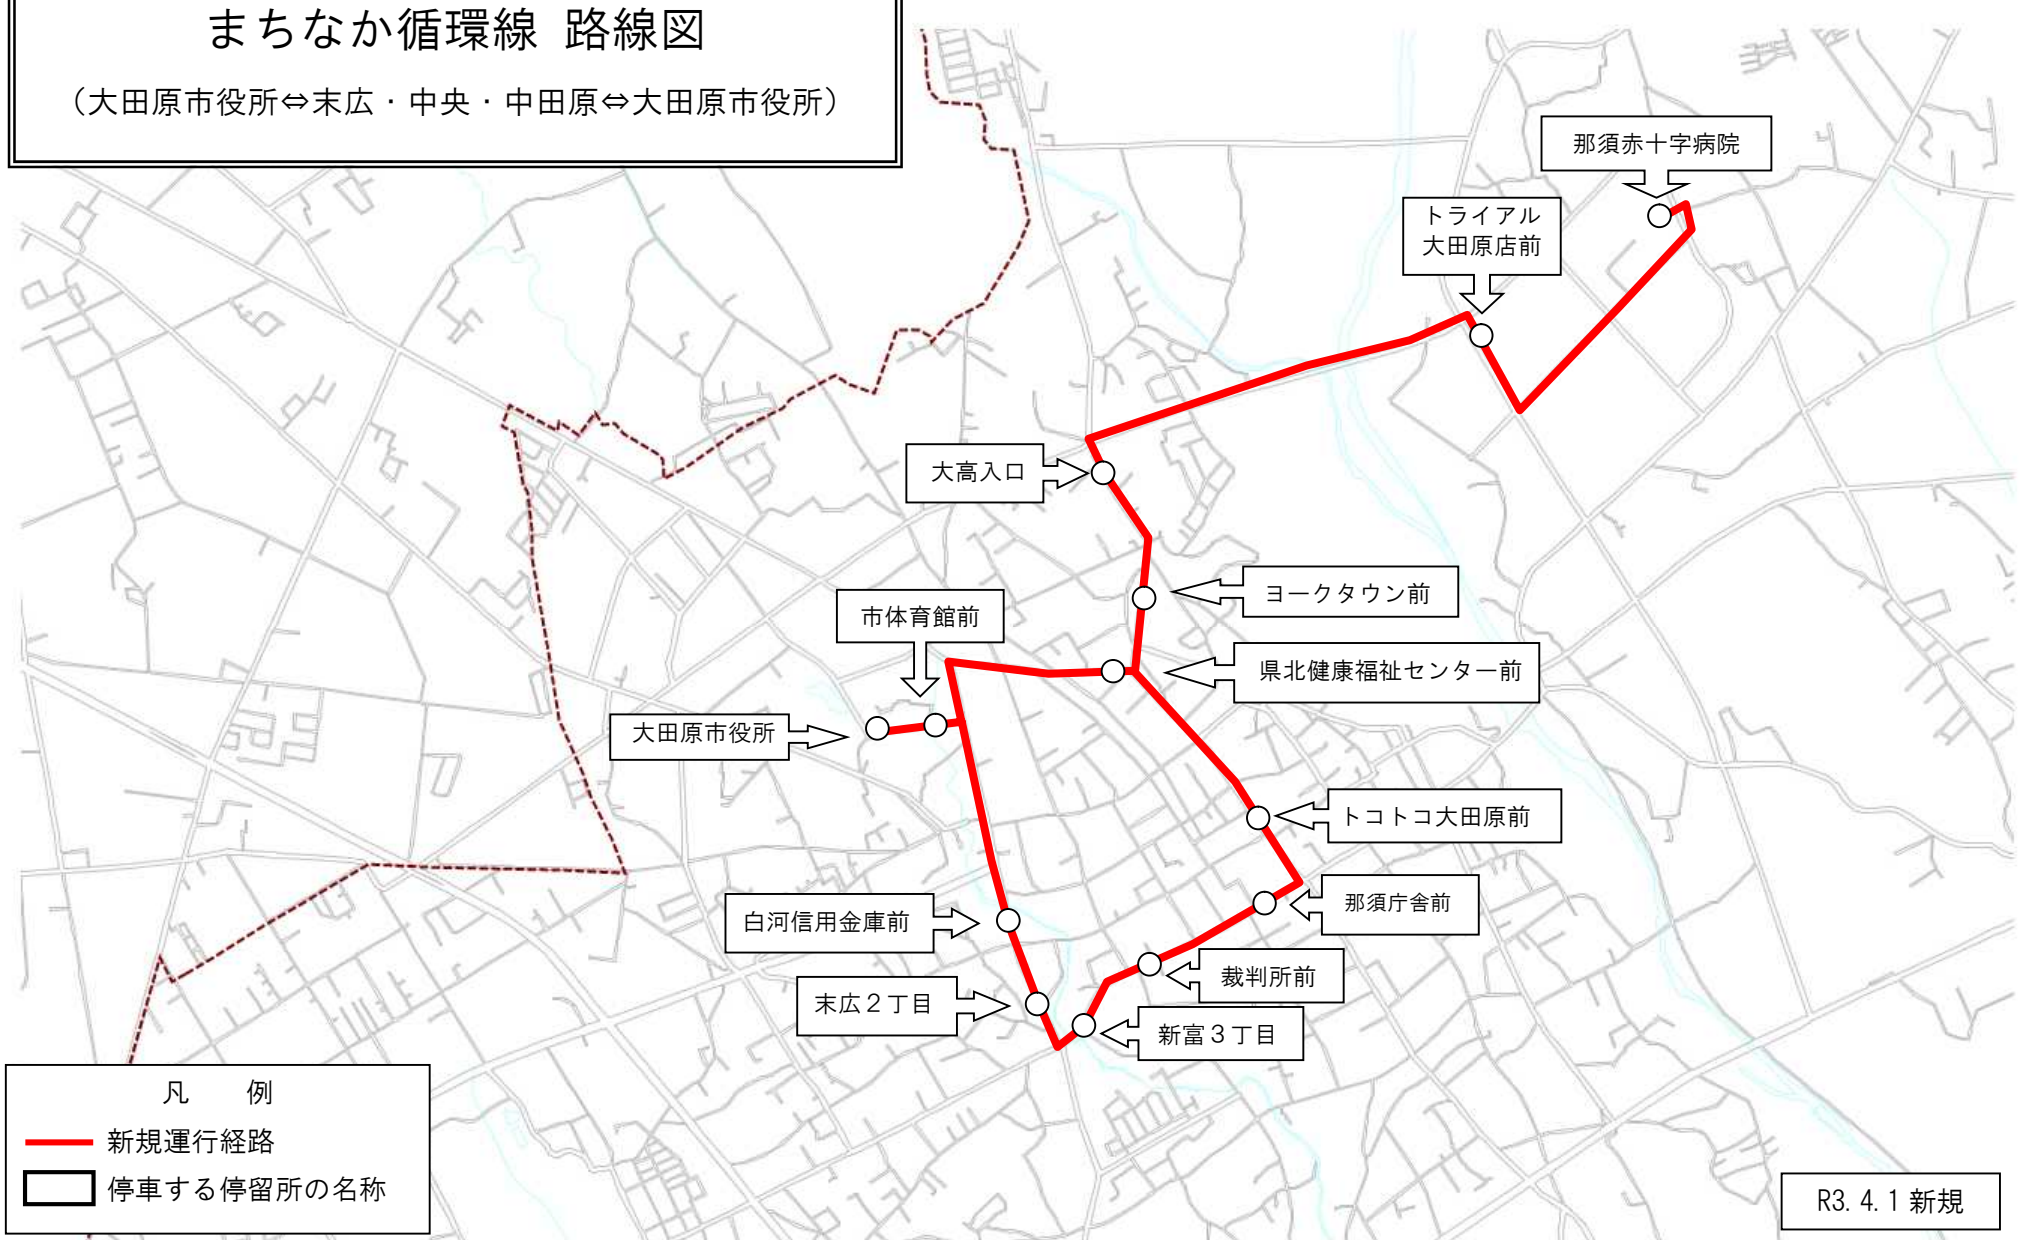 まちなか循環線 路線図
（大田原市役所⇔末広・中央・中田原⇔大田原市役所）
那須赤十字病院
トライアル
大田原店前
大高入口
ヨークタウン前
市体育館前
県北健康福祉センター前
大田原市役所
トコトコ大田原前
那須庁舎前
白河信用金庫前
裁判所前
末広２丁目
新富３丁目
凡 例
新規運行経路
停車する停留所の名称
R3.4.1 新規